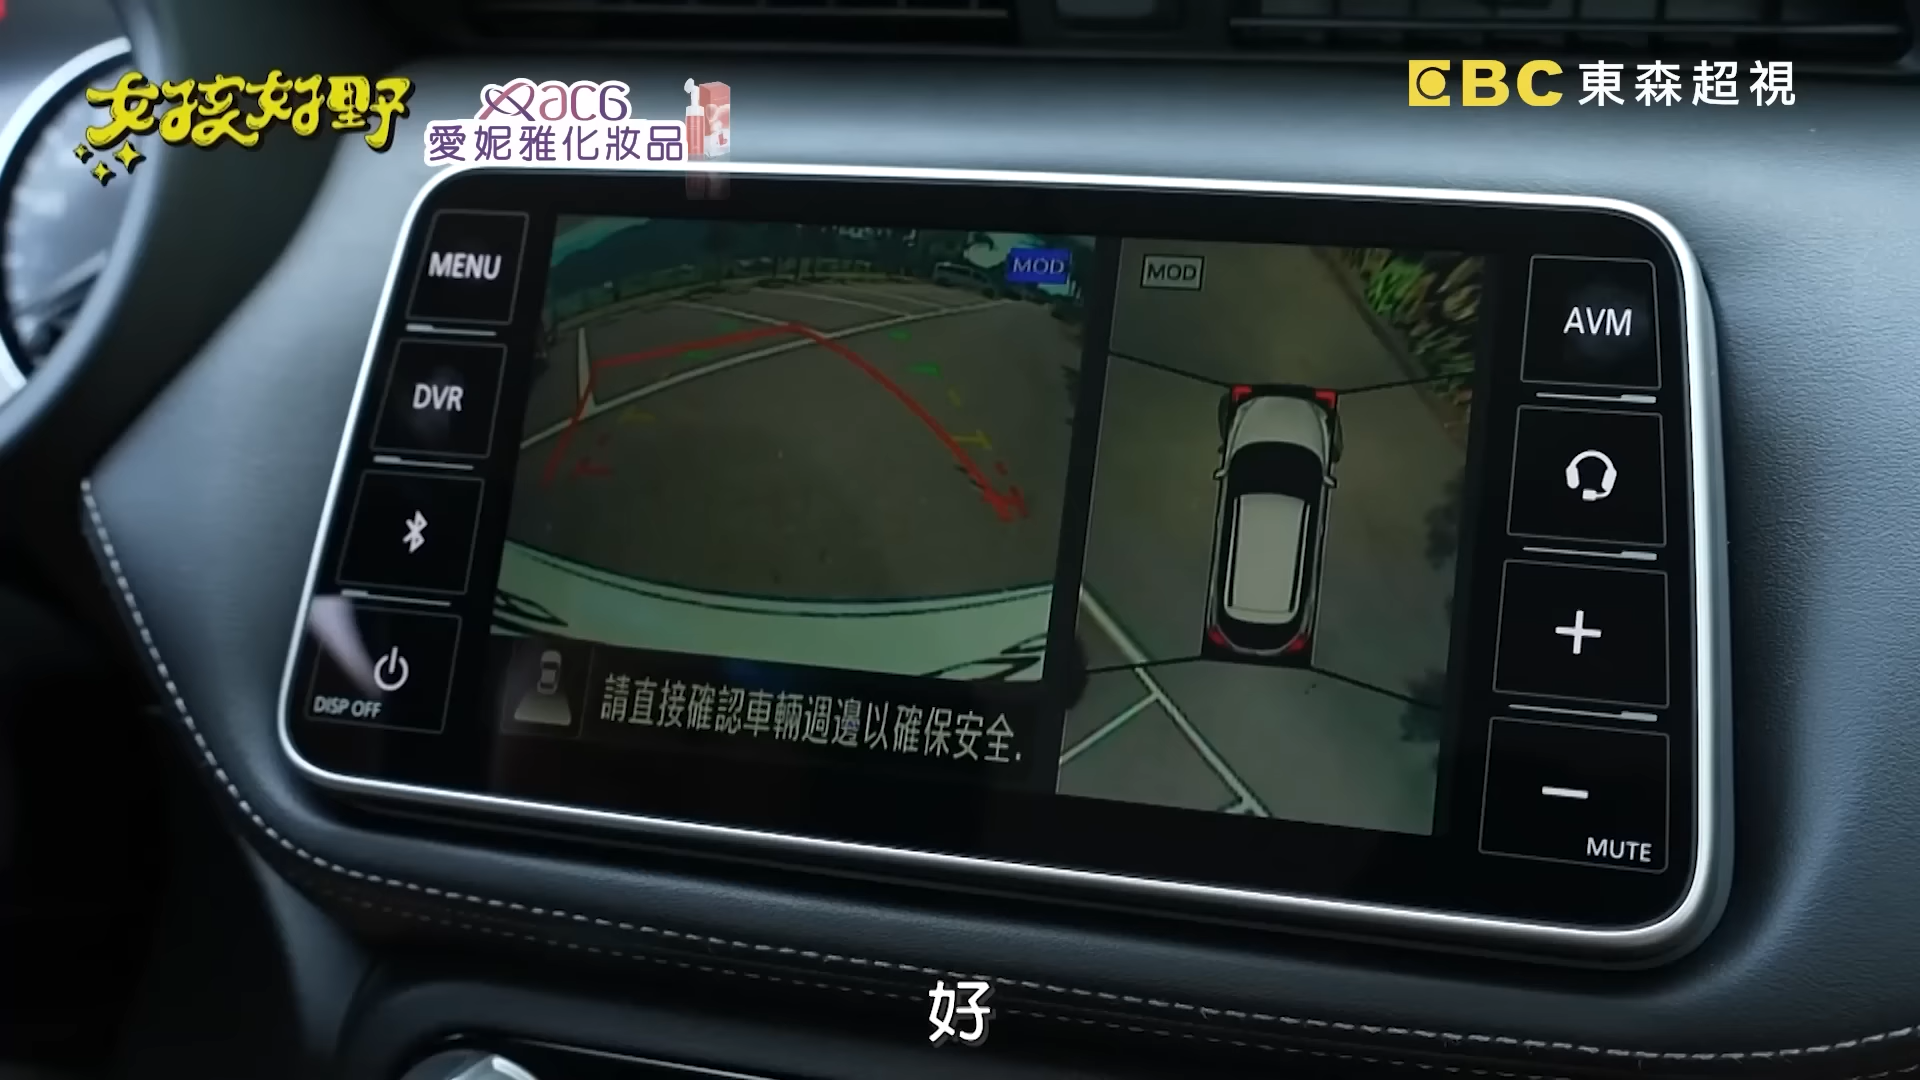 女孩好野
ac6
愛妮雅化妝品
EBC 東森超視
MENU
DVR
DISP OFF
MOD
MOD
AVM
MUTE
請直接確認車輛週邊以確保安全.
好